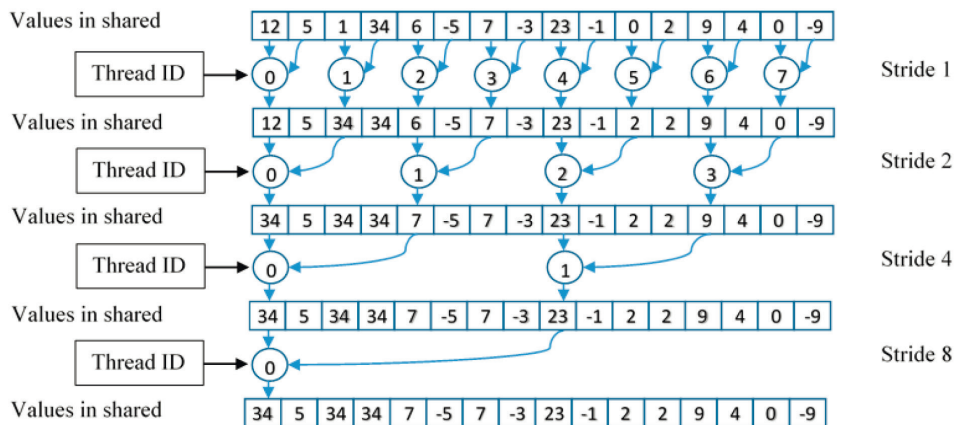 Values in shared 12 5 1 34 6 -5 7 -3 23 -1 0 2 9 4 0 -9
Thread ID 0 1 2 3 4 5 6 7 Stride 1
Values in shared 12 5 34 34 6 -5 7 -3 23 -1 2 2 9 4 0 -9
Thread ID 0 1 2 3 Stride 2
Values in shared 34 5 34 34 7 -5 7 -3 23 -1 2 2 9 4 0 -9
Thread ID 0 1 Stride 4
Values in shared 34 5 34 34 7 -5 7 -3 23 -1 2 2 9 4 0 -9
Thread ID 0 Stride 8
Values in shared 34 5 34 34 7 -5 7 -3 23 -1 2 2 9 4 0 -9